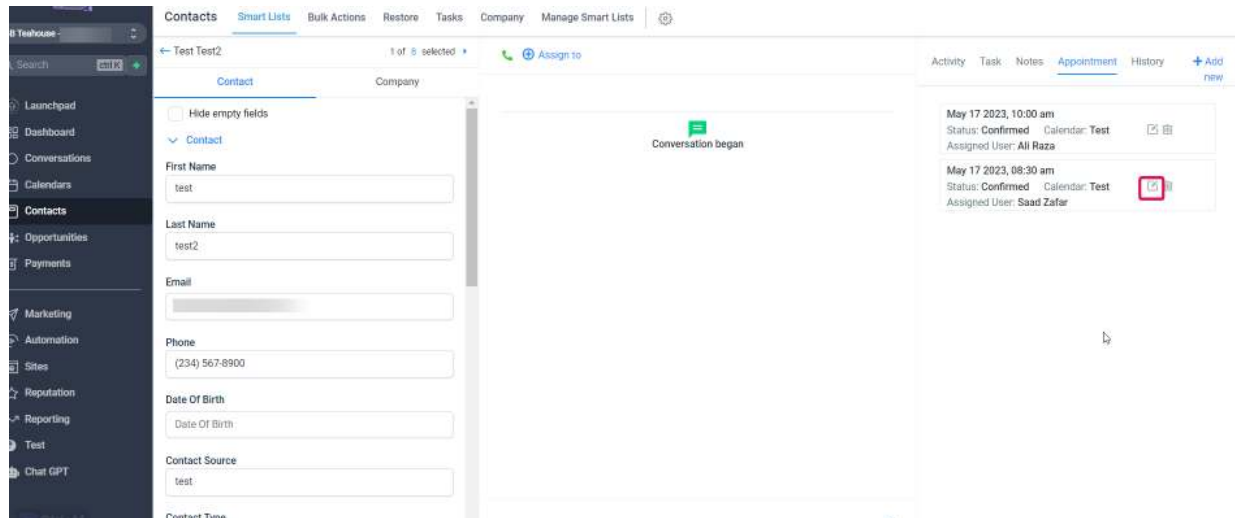 Contacts Smart Lists Bulk Actions Restore Tasks Company Manage Smart Lists
8 Teahouse -
Search ctrl K
Launchpad
Dashboard
Conversations
Calendars
Contacts
Opportunities
Payments
Marketing
Automation
Sites
Reputation
Reporting
Test
Chat GPT
← Test Test2 1 of 8 selected
Contact Company
Hide empty fields
Contact
First Name
test
Last Name
test2
Email
Phone
(234) 567-8900
Date Of Birth
Date Of Birth
Contact Source
test
Contact Type
Assign to
Conversation began
Activity Task Notes Appointment History + Add
new
May 17 2023, 10:00 am
Status: Confirmed Calendar: Test
Assigned User: Ali Raza
May 17 2023, 08:30 am
Status: Confirmed Calendar: Test
Assigned User: Saad Zafar